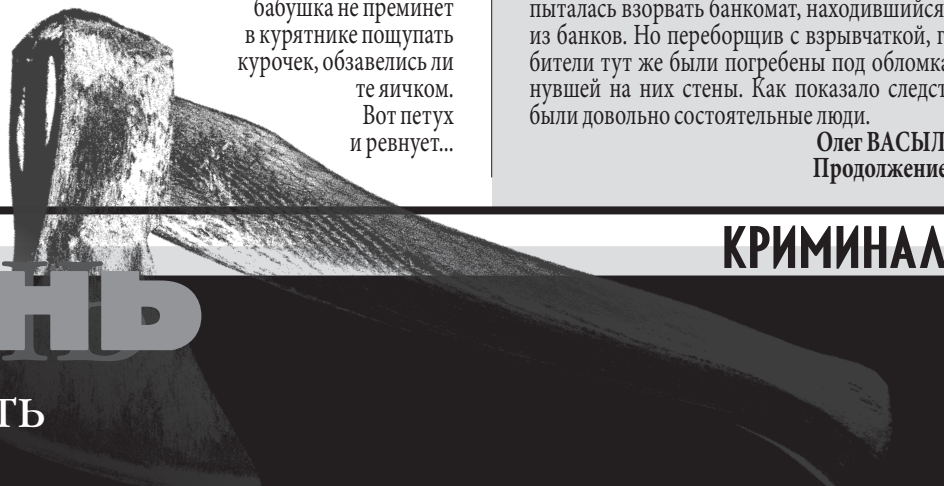 бабушка не преминет
в курятнике пощупать
курочек, обзавелись ли
те яичком.
Вот петух
и ревнует...
пыталась взорвать банкомат, находившийся
из банков. Но переборщив с взрывчаткой, г
бители тут же были погребены под обломка
нувшей на них стены. Как показало следст
были довольно состоятельные люди.
Олег ВАСЫЛ
Продолжение
КРИМИНАЛ
нь
ть